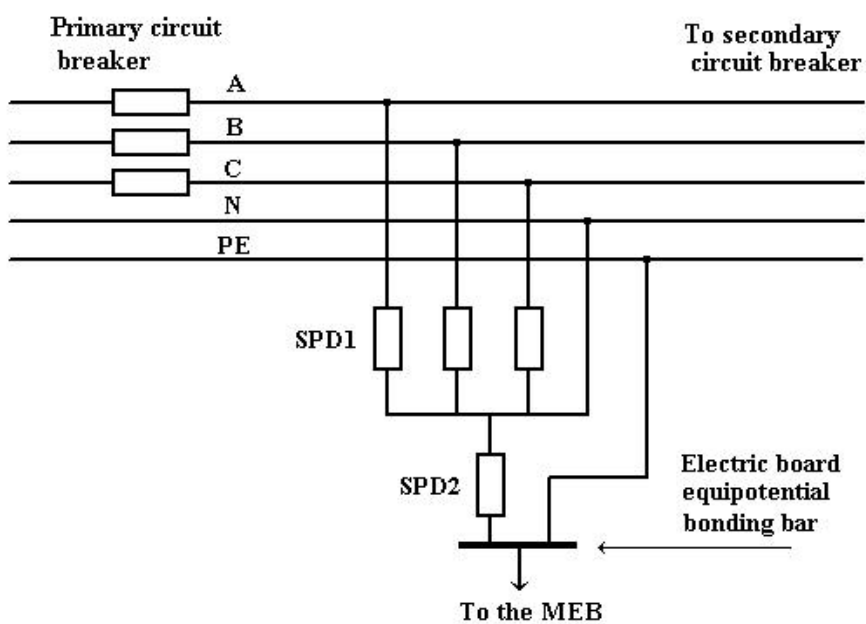 Primary circuit
breaker
To secondary
circuit breaker
A
B
C
N
PE
SPD1
SPD2
Electric board
equipotential
bonding bar
To the MEB